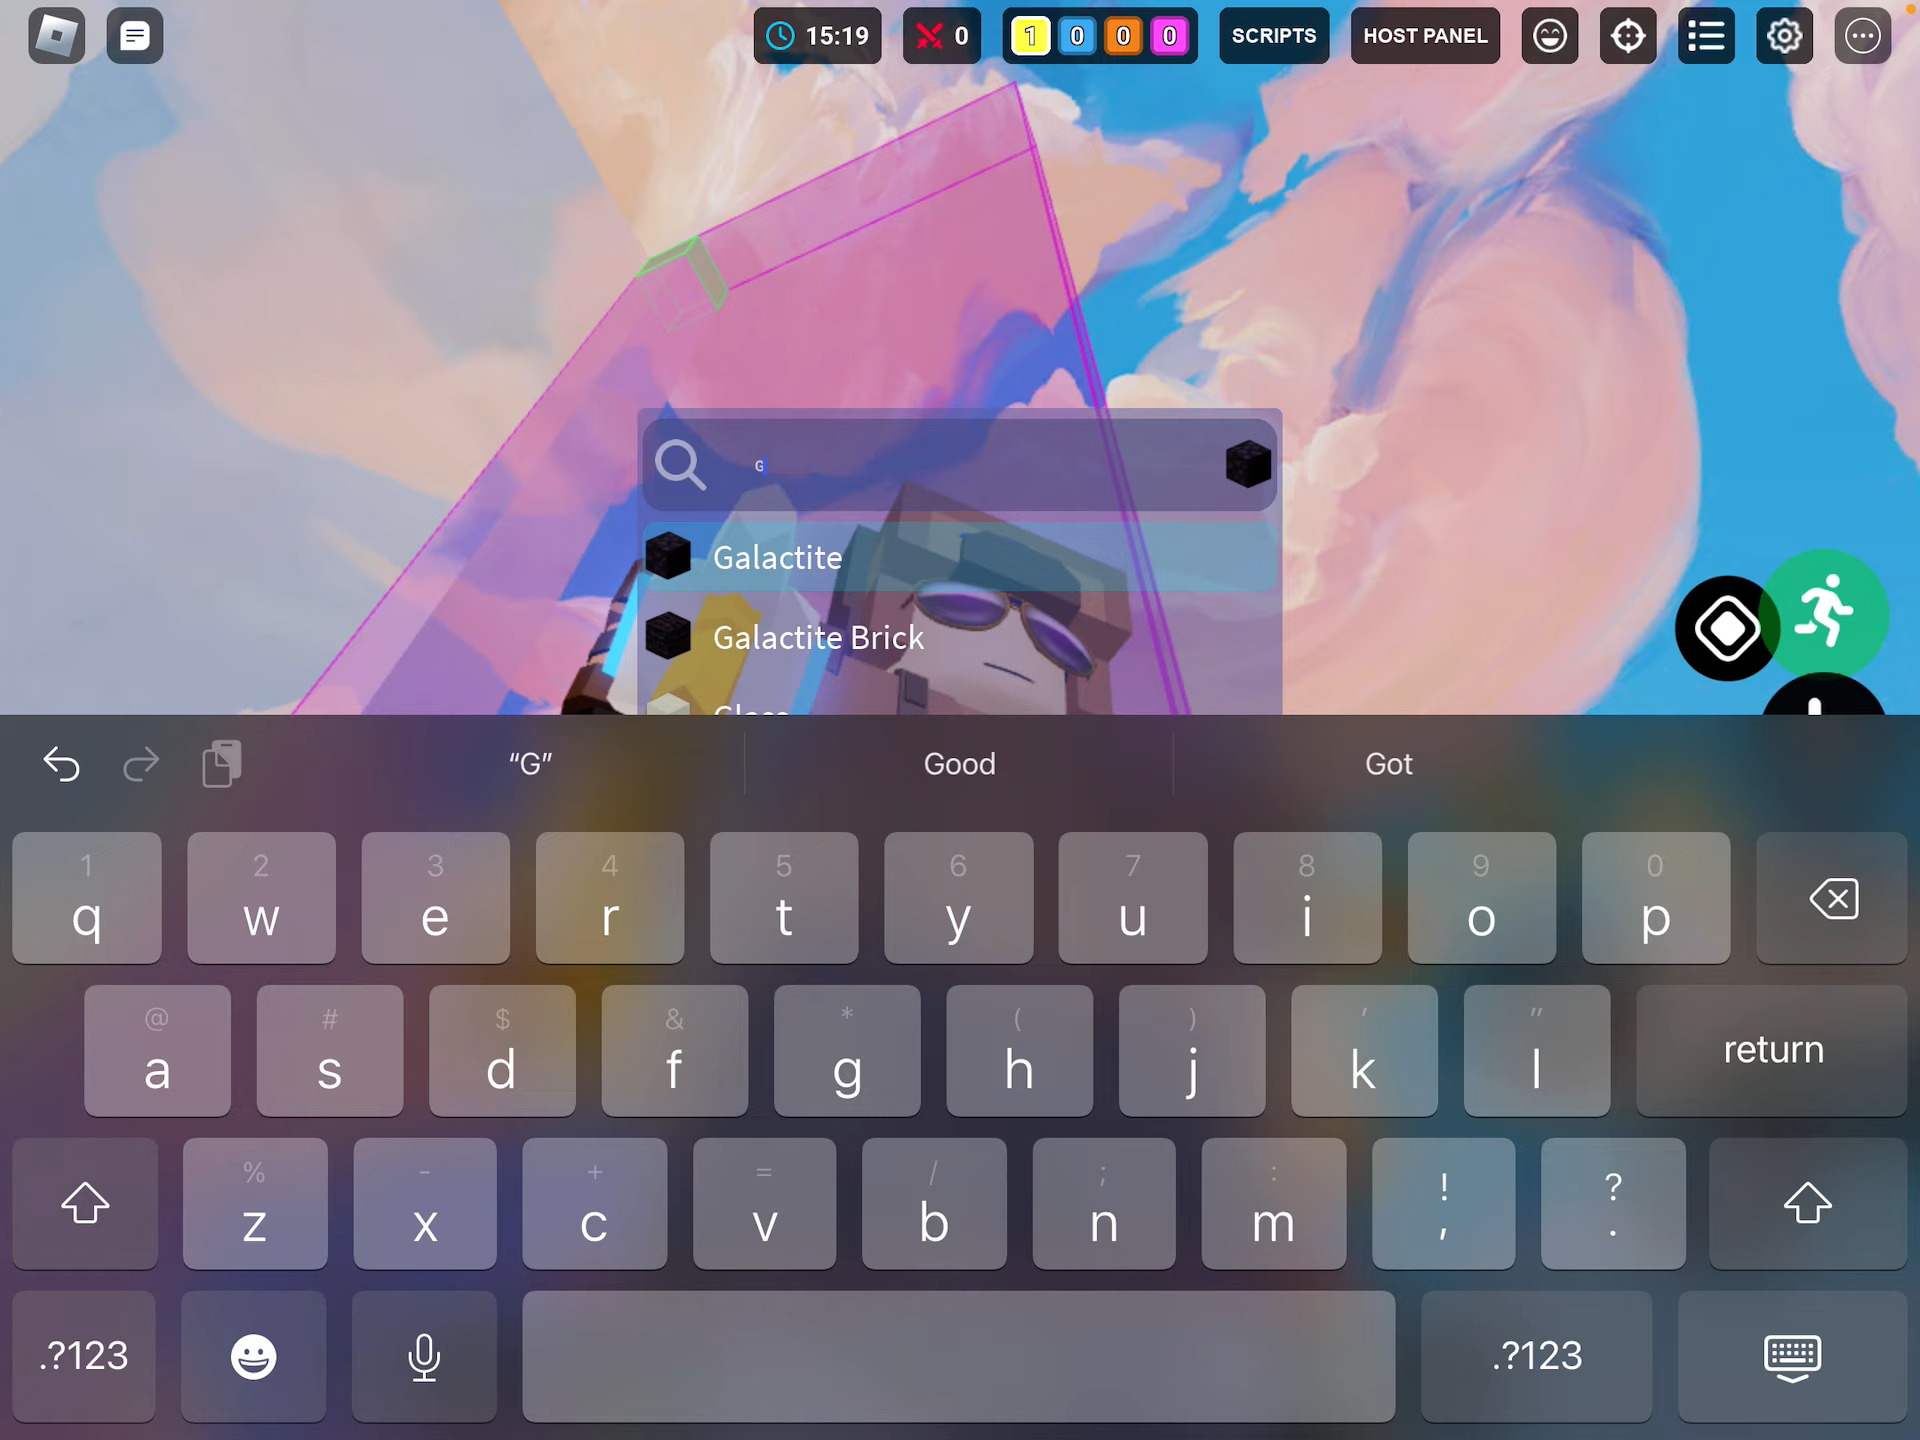 15:19 0 1 0 0 0 SCRIPTS HOST PANEL
G
Galactite
Galactite Brick
Glass
“G” Good Got
1 2 3 4 5 6 7 8 9 0
q w e r t y u i o p
@ # $ & * ( ) ' "
a s d f g h j k l return
% - + = / ; : ! ?
z x c v b n m , .
.?123 .?123